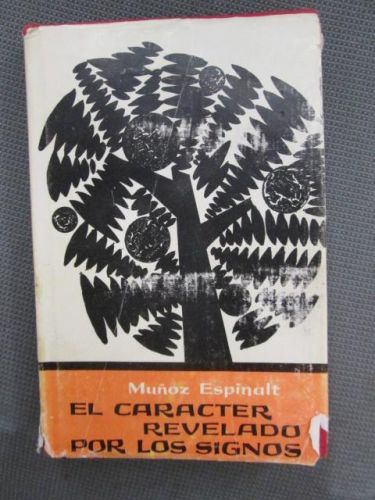 Muñoz Espinalt
EL CARACTER
REVELADO
POR LOS SIGNOS